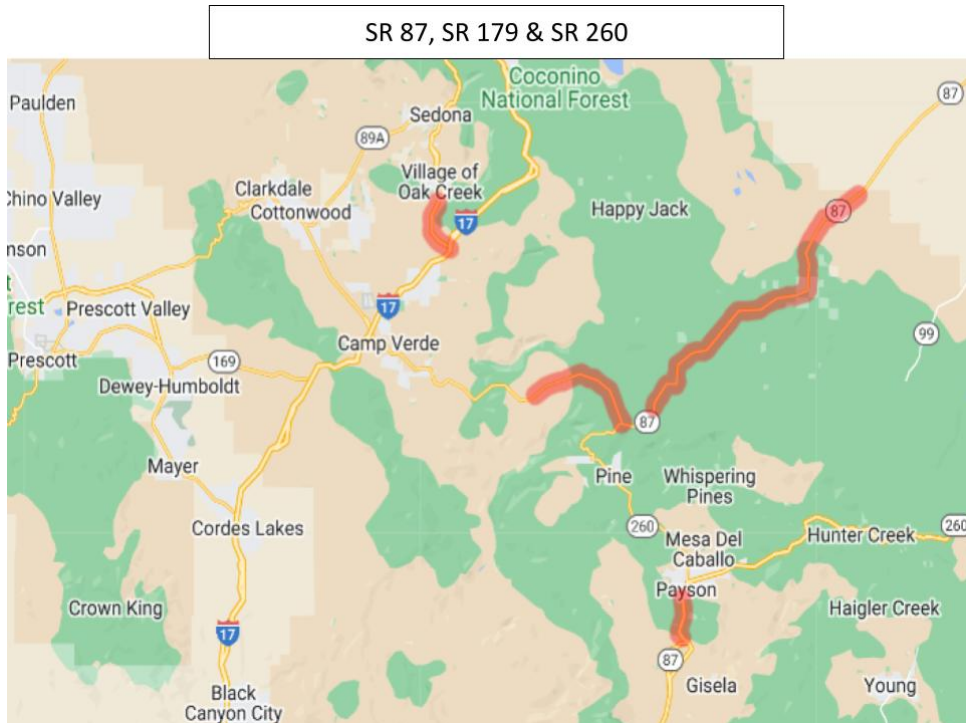 SR 87, SR 179 & SR 260
Coconino
National Forest
Paulden
87
Sedona
89A
Village of
Oak Creek
Clarkdale
Chino Valley
Cottonwood
Happy Jack
87
17
nson
t
rest
17
Prescott Valley
99
Camp Verde
Prescott
169
Dewey-Humboldt
87
Mayer
Pine
Whispering
Pines
Cordes Lakes
260
Mesa Del
Caballo
Hunter Creek
260
Payson
Crown King
Haigler Creek
17
87
Gisela
Young
Black
Canyon City